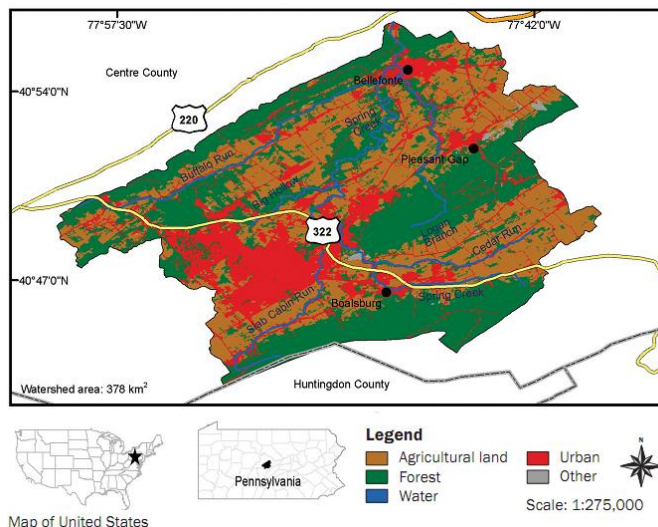 77°57'30"W
77°42'0"W
40°54'0"N
Centre County
220
Bellefonte
Spring
Creek
Pleasant Gap
Buffalo Run
Big Hollow
322
Logan
Branch
Cedar Run
40°47'0"N
Slab Cabin Run
Boalsburg
Spring Creek
Watershed area: 378 km²
Huntingdon County
Map of United States
Pennsylvania
Legend
Agricultural land
Forest
Water
Urban
Other
N
Scale: 1:275,000